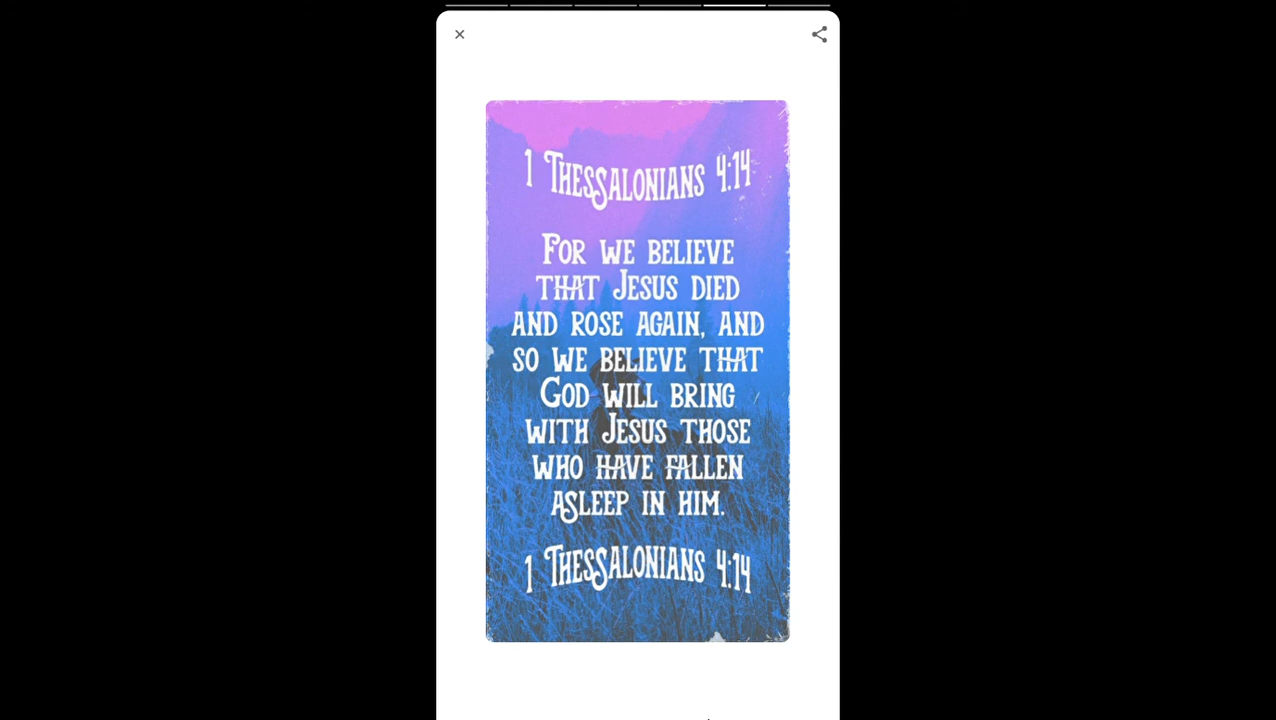 1 Thessalonians 4:14
For we believe
that Jesus died
and rose again, and
so we believe that
God will bring
with Jesus those
who have fallen
asleep in him.
1 Thessalonians 4:14